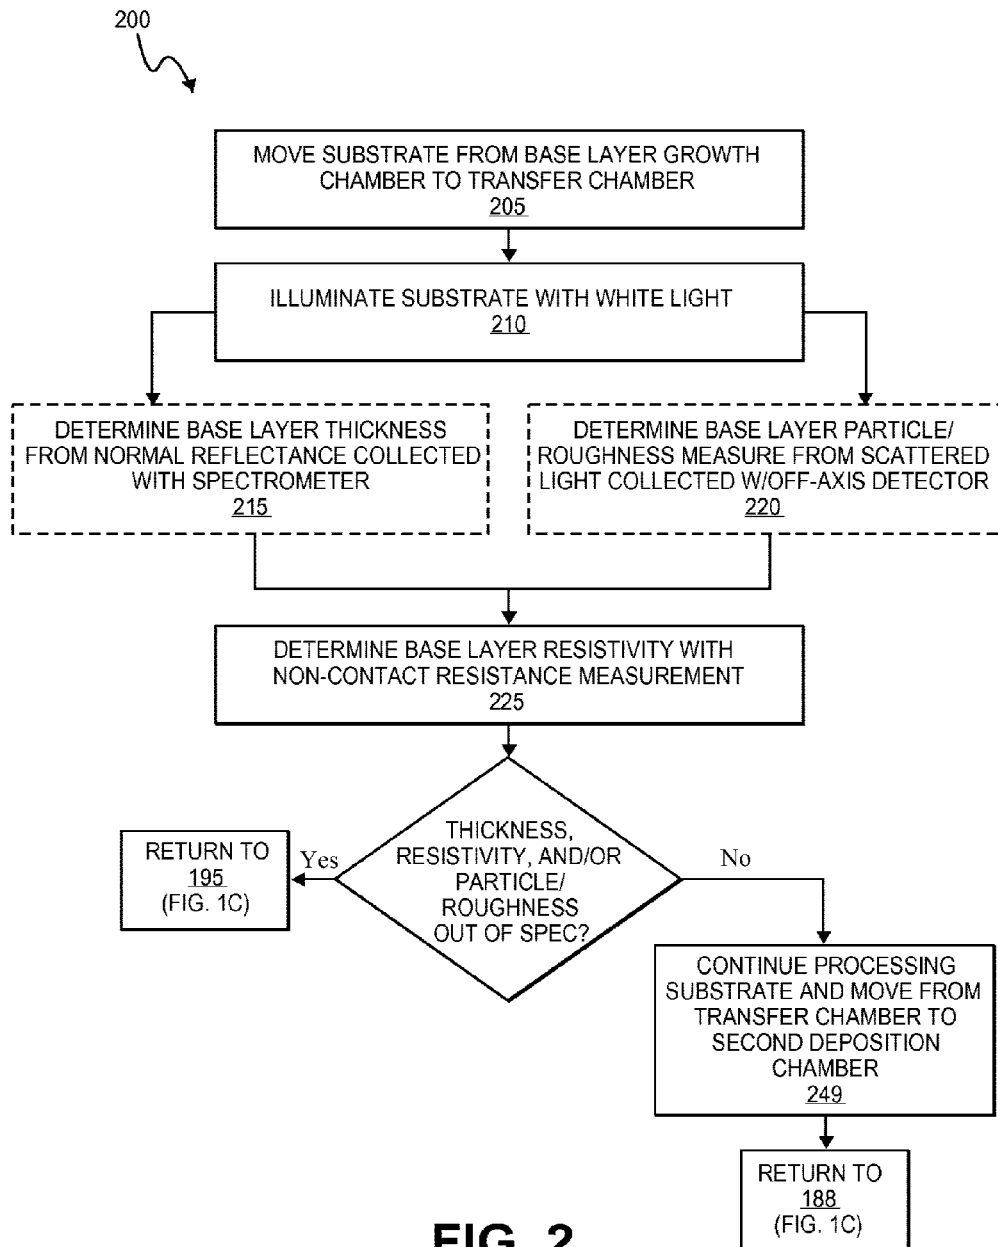 200
MOVE SUBSTRATE FROM BASE LAYER GROWTH
CHAMBER TO TRANSFER CHAMBER
205
ILLUMINATE SUBSTRATE WITH WHITE LIGHT
210
DETERMINE BASE LAYER THICKNESS
FROM NORMAL REFLECTANCE COLLECTED
WITH SPECTROMETER
215
DETERMINE BASE LAYER PARTICLE/
ROUGHNESS MEASURE FROM SCATTERED
LIGHT COLLECTED W/OFF-AXIS DETECTOR
220
DETERMINE BASE LAYER RESISTIVITY WITH
NON-CONTACT RESISTANCE MEASUREMENT
225
THICKNESS,
RESISTIVITY, AND/OR
PARTICLE/
ROUGHNESS
OUT OF SPEC?
Yes
RETURN TO
195
(FIG. 1C)
No
CONTINUE PROCESSING
SUBSTRATE AND MOVE FROM
TRANSFER CHAMBER TO
SECOND DEPOSITION
CHAMBER
249
RETURN TO
188
(FIG. 1C)
FIG. 2